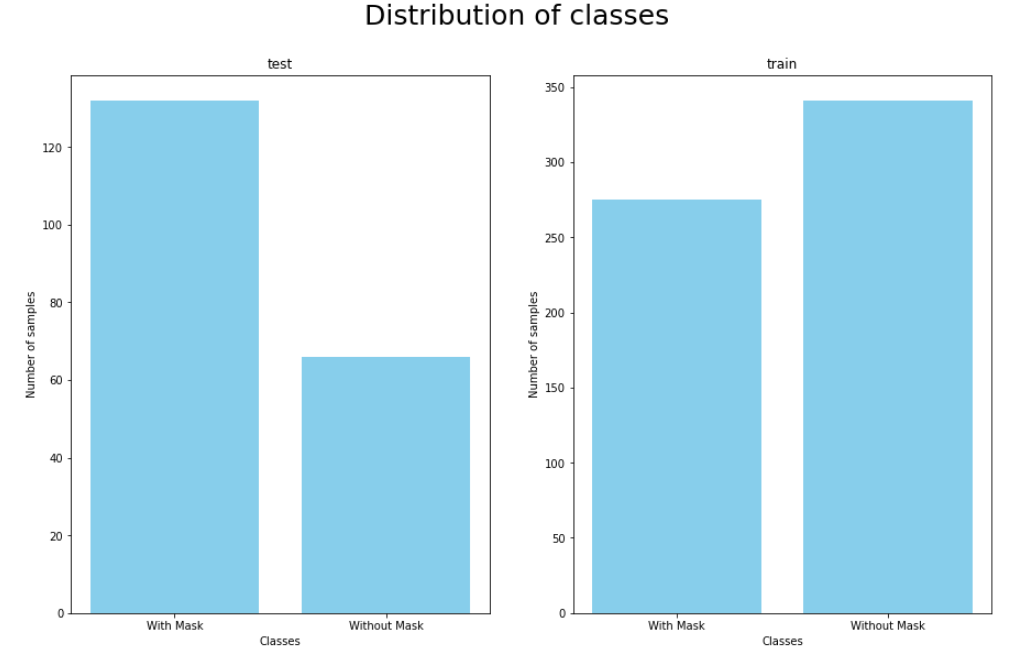 Distribution of classes
test
120
100
80
60
40
20
0
Number of samples
With Mask
Without Mask
Classes
train
350
300
250
200
150
100
50
0
Number of samples
With Mask
Without Mask
Classes